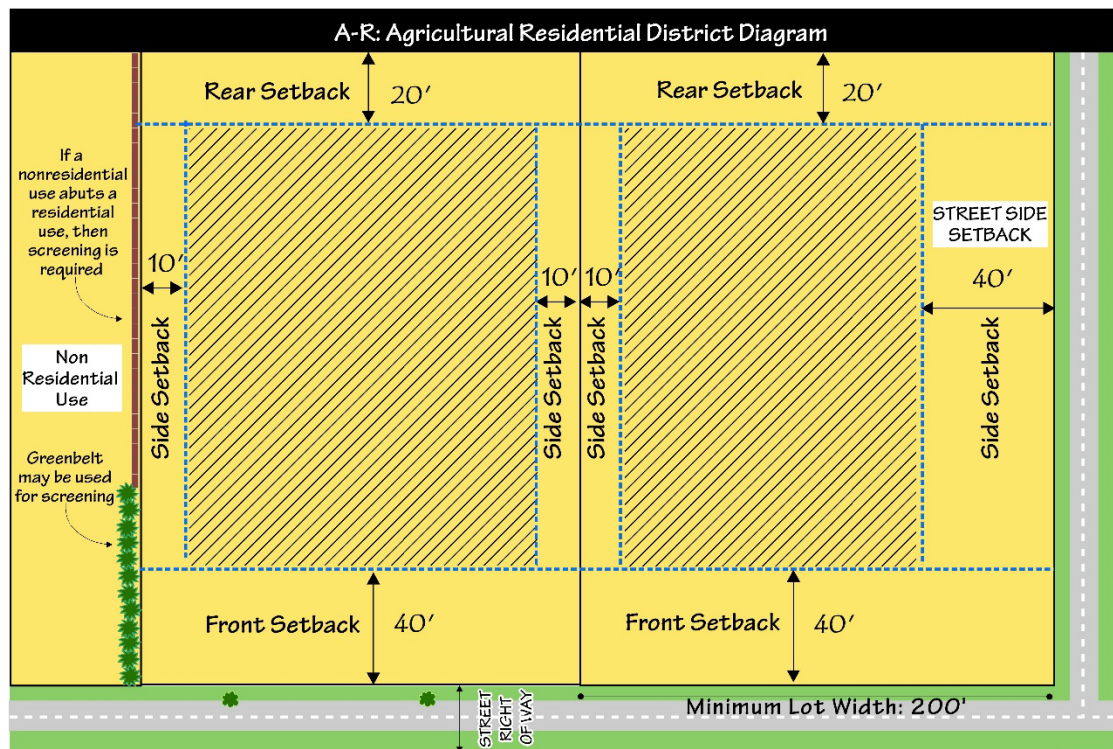 A-R: Agricultural Residential District Diagram
Rear Setback 20'
Rear Setback 20'
If a
nonresidential
use abuts a
residential
use, then
screening is
required
10'
Side Setback
10'
Side Setback
10'
Side Setback
STREET SIDE
SETBACK
40'
Side Setback
Non
Residential
Use
Greenbelt
may be used
for screening
Front Setback 40'
Front Setback 40'
STREET
RIGHT
OF WAY
Minimum Lot Width: 200'